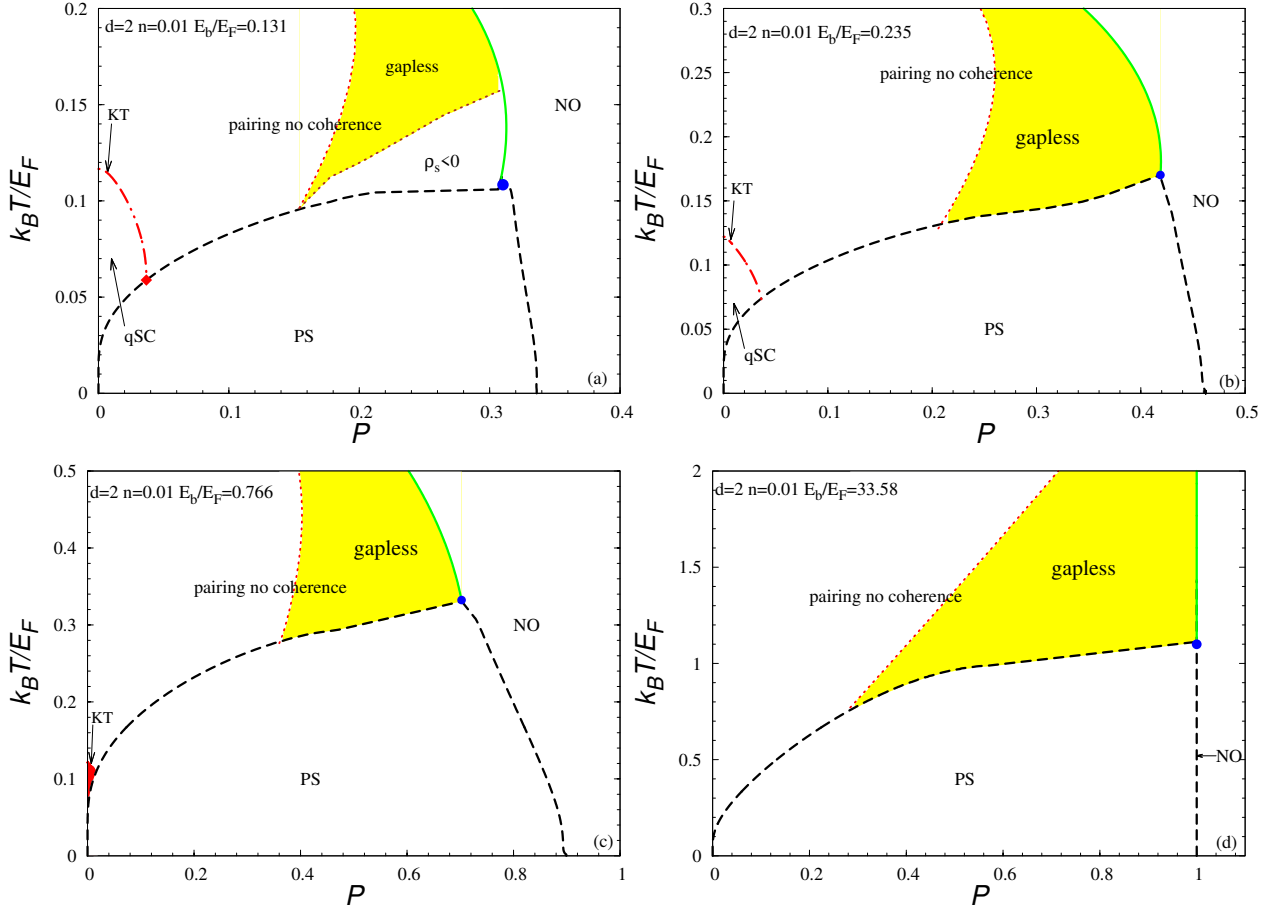 0.2
d=2 n=0.01 E_b/E_F=0.131
gapless
0.15
KT
pairing no coherence
NO
ρ_s<0
k_BT/E_F
0.1
0.05
qSC
PS
(a)
0
0 0.1 0.2 0.3 0.4
P
0.3
d=2 n=0.01 E_b/E_F=0.235
0.25
pairing no coherence
0.2
gapless
k_BT/E_F
0.15
KT
NO
0.1
0.05
qSC
PS
(b)
0
0 0.1 0.2 0.3 0.4 0.5
P
0.5
d=2 n=0.01 E_b/E_F=0.766
0.4
gapless
pairing no coherence
k_BT/E_F
0.3
NO
0.2
KT
0.1
PS
(c)
0
0 0.2 0.4 0.6 0.8 1
P
2
d=2 n=0.01 E_b/E_F=33.58
gapless
1.5
pairing no coherence
k_BT/E_F
1
0.5
NO
PS
(d)
0
0 0.2 0.4 0.6 0.8 1
P